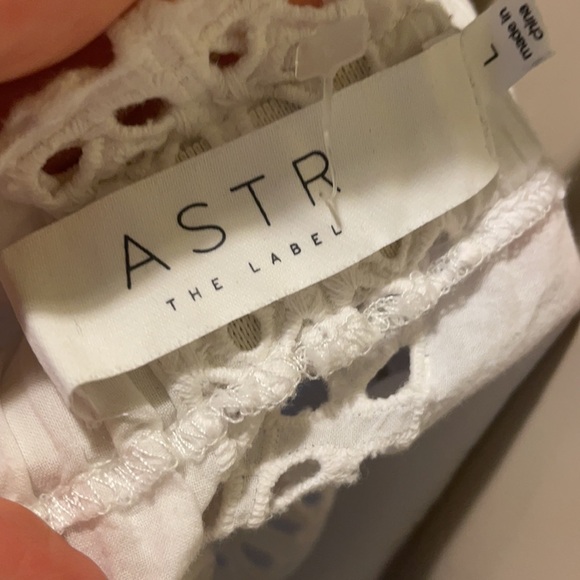 ASTR
THE LABEL
L
made in
china